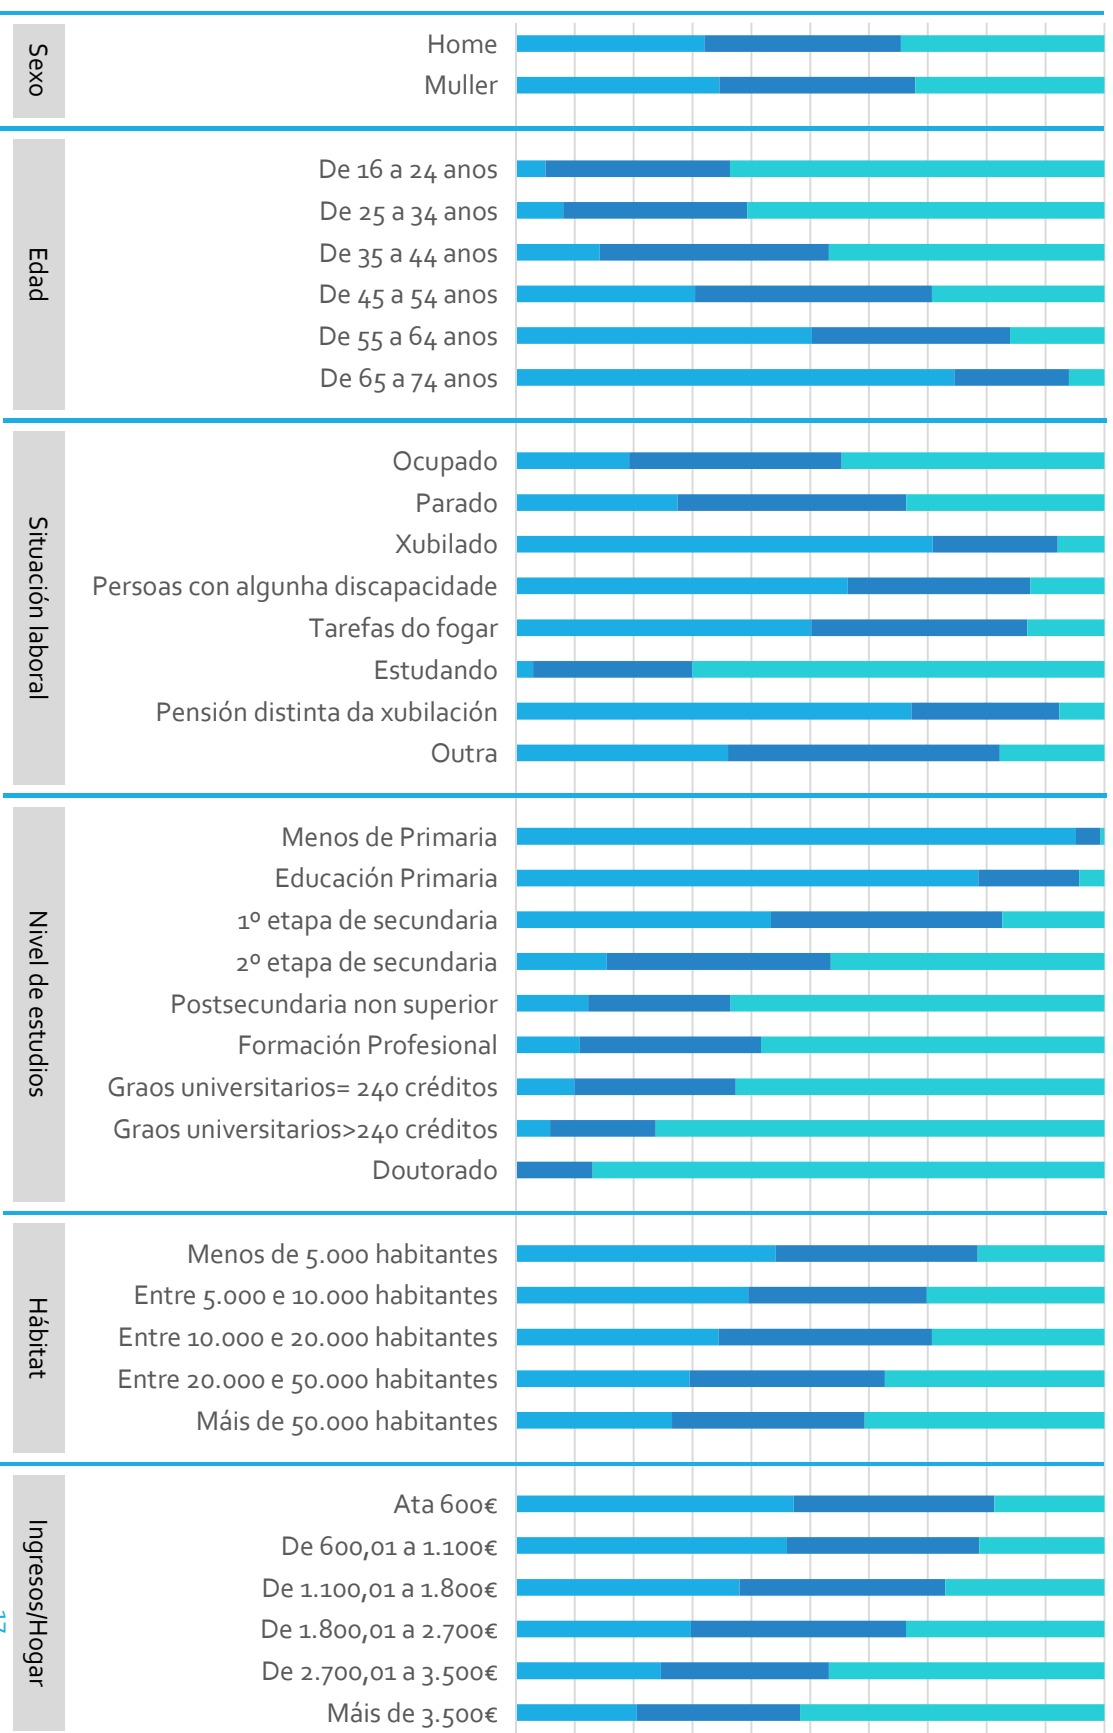 Sexo
Home
Muller
Edad
De 16 a 24 anos
De 25 a 34 anos
De 35 a 44 anos
De 45 a 54 anos
De 55 a 64 anos
De 65 a 74 anos
Situación laboral
Ocupado
Parado
Xubilado
Persoas con algunha discapacidade
Tarefas do fogar
Estudando
Pensión distinta da xubilación
Outra
Nivel de estudios
Menos de Primaria
Educación Primaria
1º etapa de secundaria
2º etapa de secundaria
Postsecundaria non superior
Formación Profesional
Graos universitarios= 240 créditos
Graos universitarios>240 créditos
Doutorado
Hábitat
Menos de 5.000 habitantes
Entre 5.000 e 10.000 habitantes
Entre 10.000 e 20.000 habitantes
Entre 20.000 e 50.000 habitantes
Máis de 50.000 habitantes
Ingresos/Hogar
Ata 600€
De 600,01 a 1.100€
De 1.100,01 a 1.800€
De 1.800,01 a 2.700€
De 2.700,01 a 3.500€
Máis de 3.500€
17